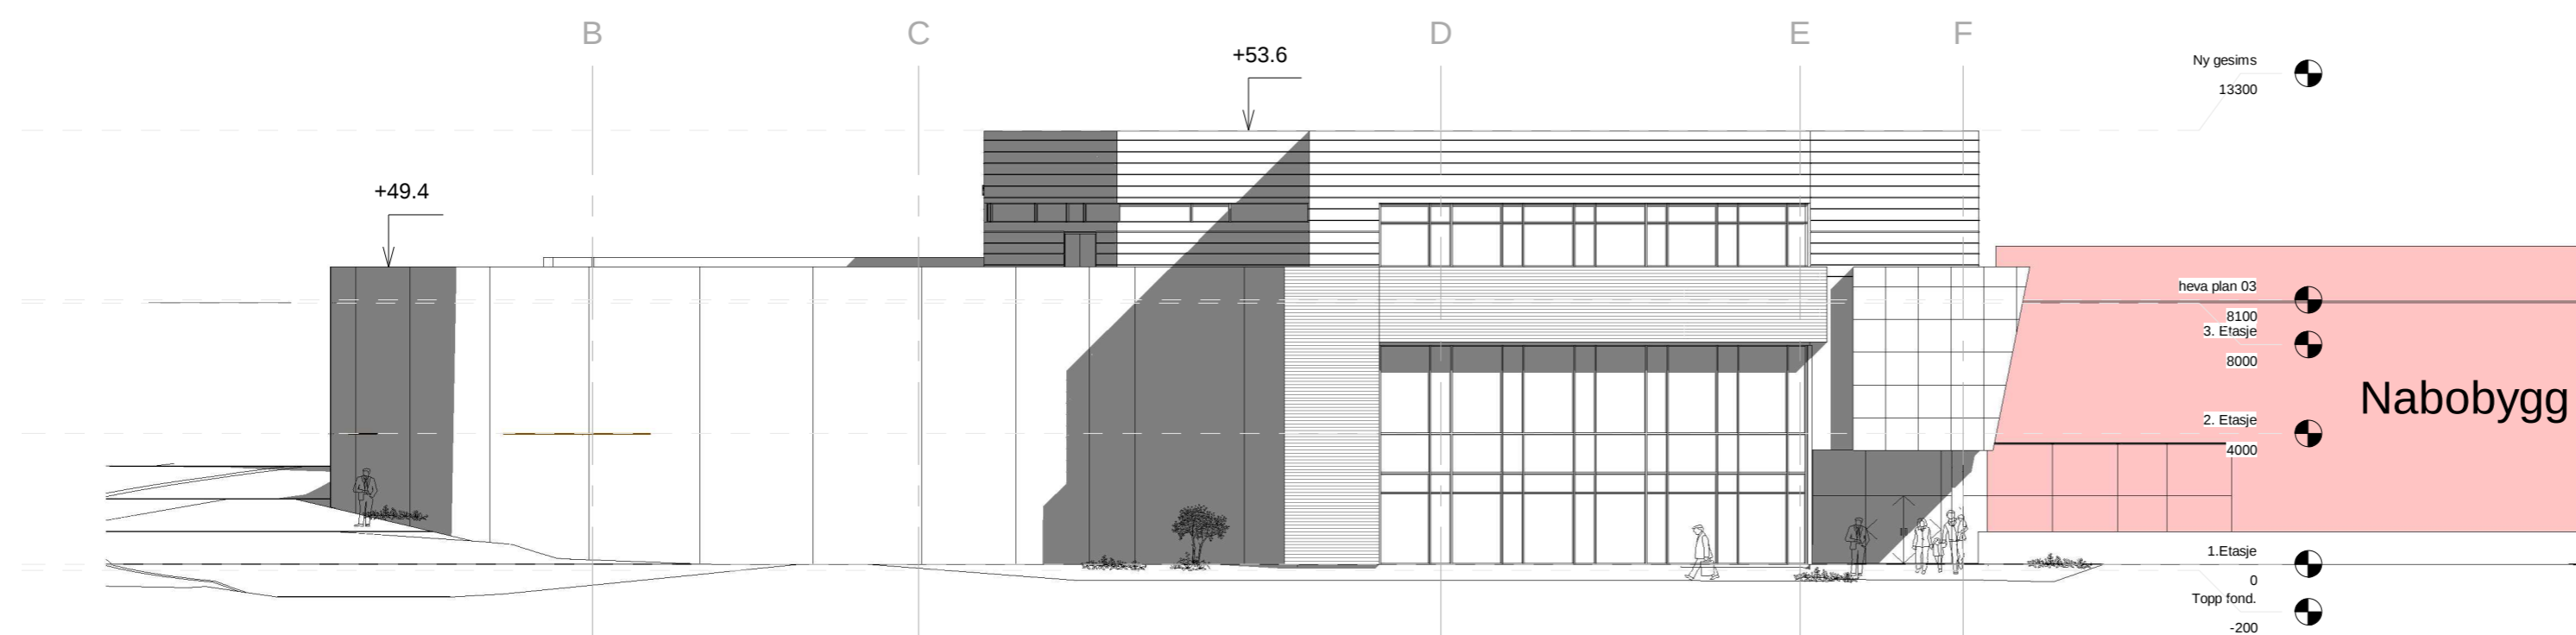 B
C
D
E
F
+53.6
+49.4
Ny gesims
13300
heva plan 03
8100
3. Etasje
8000
2. Etasje
4000
Nabobygg
1.Etasje
0
Topp fond.
-200